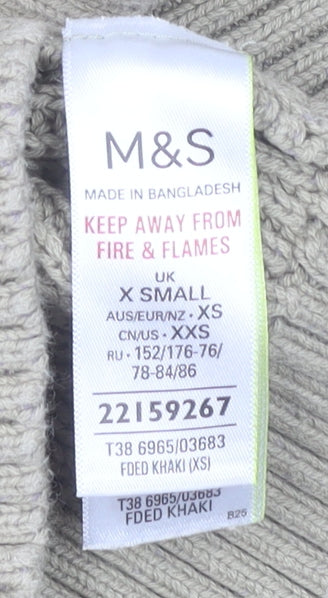 M&S
MADE IN BANGLADESH
KEEP AWAY FROM
FIRE & FLAMES
UK
X SMALL
AUS/EUR/NZ • XS
CN/US • XXS
RU • 152/176-76/
78-84/86
22159267
T38 6965/03683
FDED KHAKI (XS)
T38 6965/03683
FDED KHAKI
B25